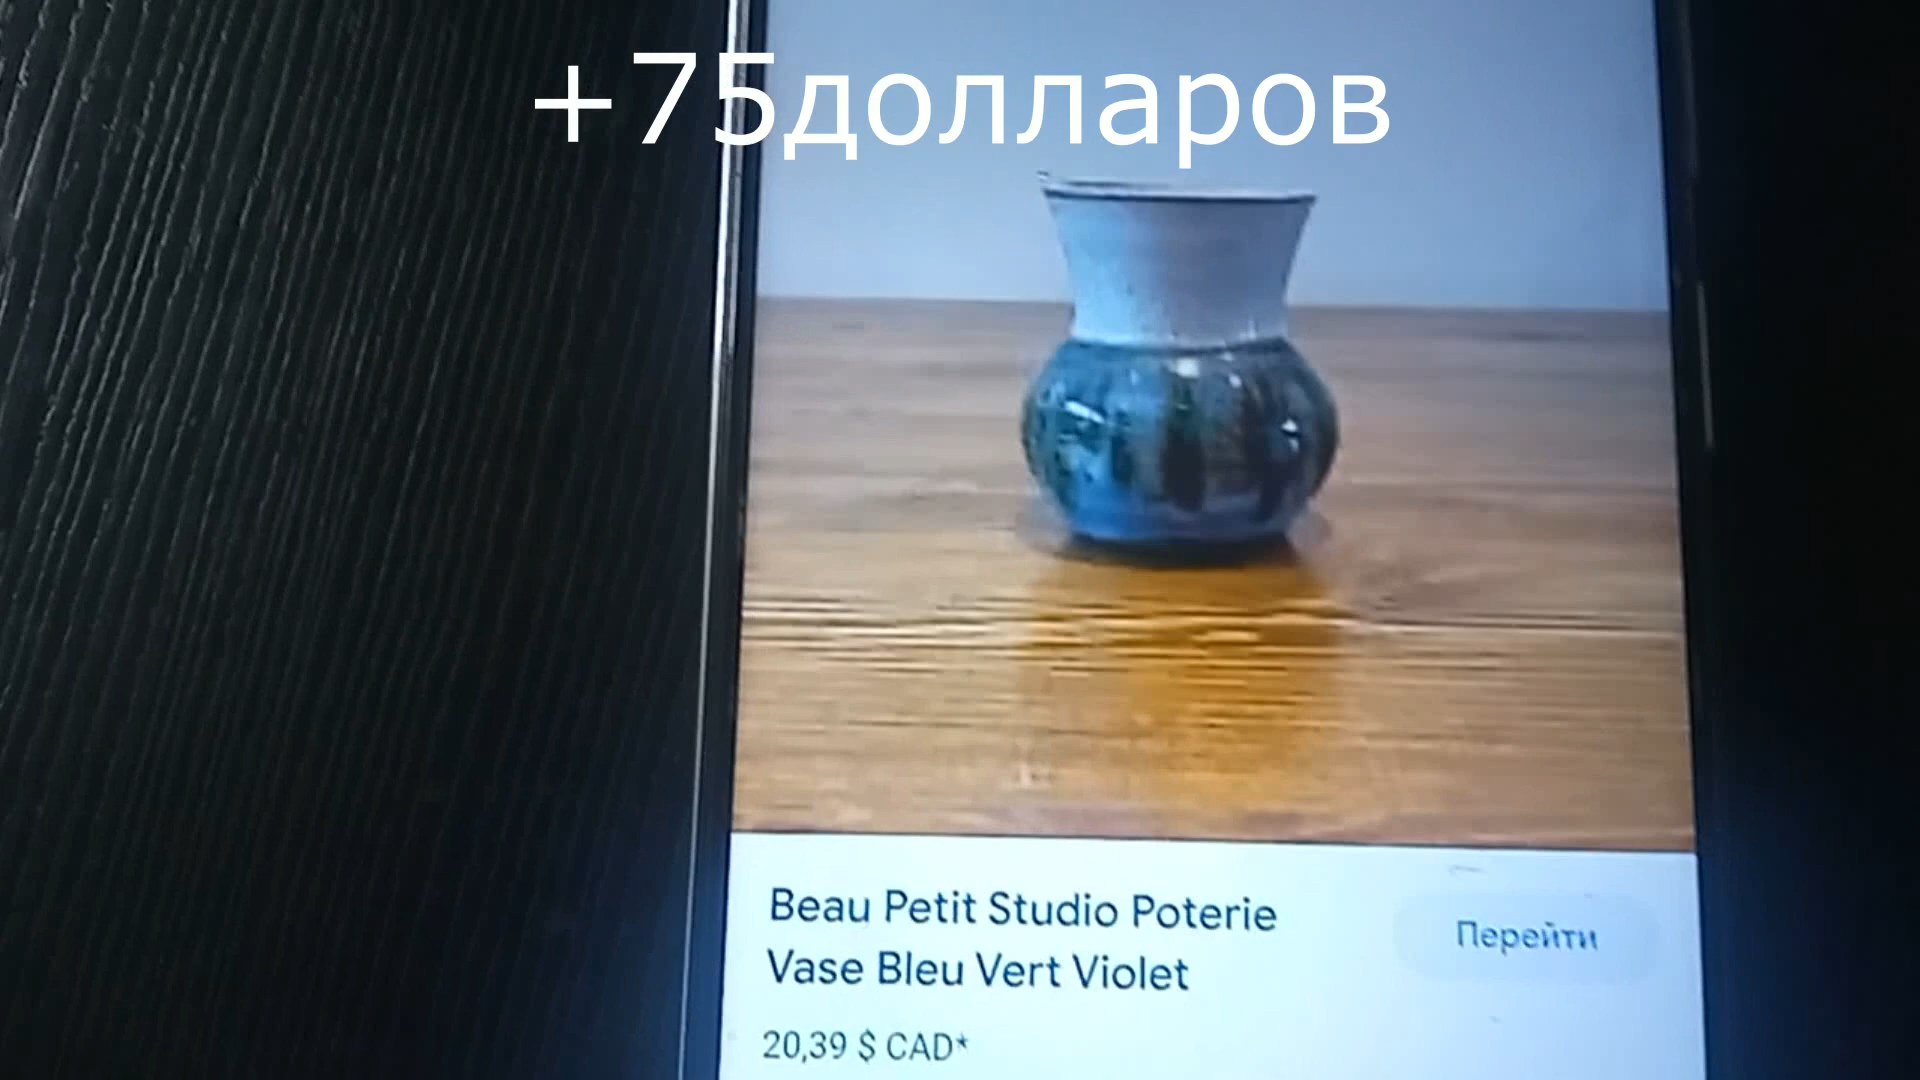 +75долларов
Beau Petit Studio Poterie
Vase Bleu Vert Violet
Перейти
20,39 $ CAD*